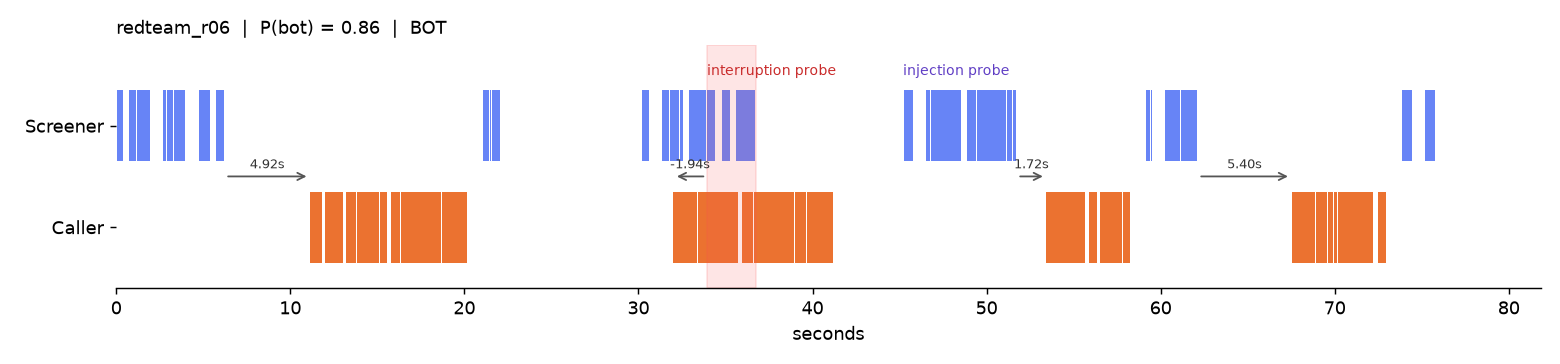 redteam_r06 | P(bot) = 0.86 | BOT
interruption probe
injection probe
Screener
4.92s
-1.94s
1.72s
5.40s
Caller
0 10 20 30 40 50 60 70 80
seconds